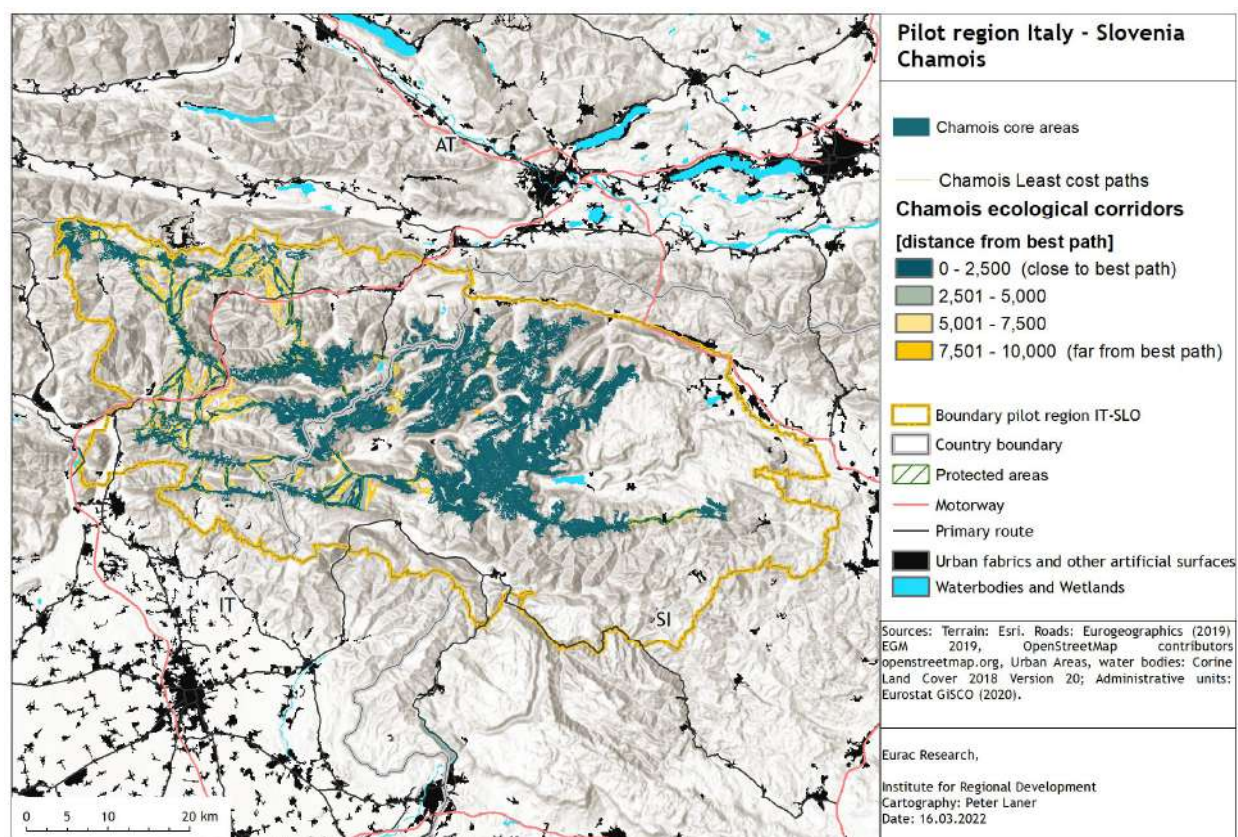 Pilot region Italy - Slovenia
Chamois
Chamois core areas
Chamois Least cost paths
Chamois ecological corridors
[distance from best path]
0 - 2,500 (close to best path)
2,501 - 5,000
5,001 - 7,500
7,501 - 10,000 (far from best path)
Boundary pilot region IT-SLO
Country boundary
Protected areas
Motorway
Primary route
Urban fabrics and other artificial surfaces
Waterbodies and Wetlands
Sources: Terrain: Esri. Roads: Eurogeographics (2019)
EGM 2019, OpenStreetMap contributors
openstreetmap.org, Urban Areas, water bodies: Corine
Land Cover 2018 Version 20; Administrative units:
Eurostat GISCO (2020).
Eurac Research,
Institute for Regional Development
Cartography: Peter Laner
Date: 16.03.2022
AT
IT
SI
0 5 10 20 km